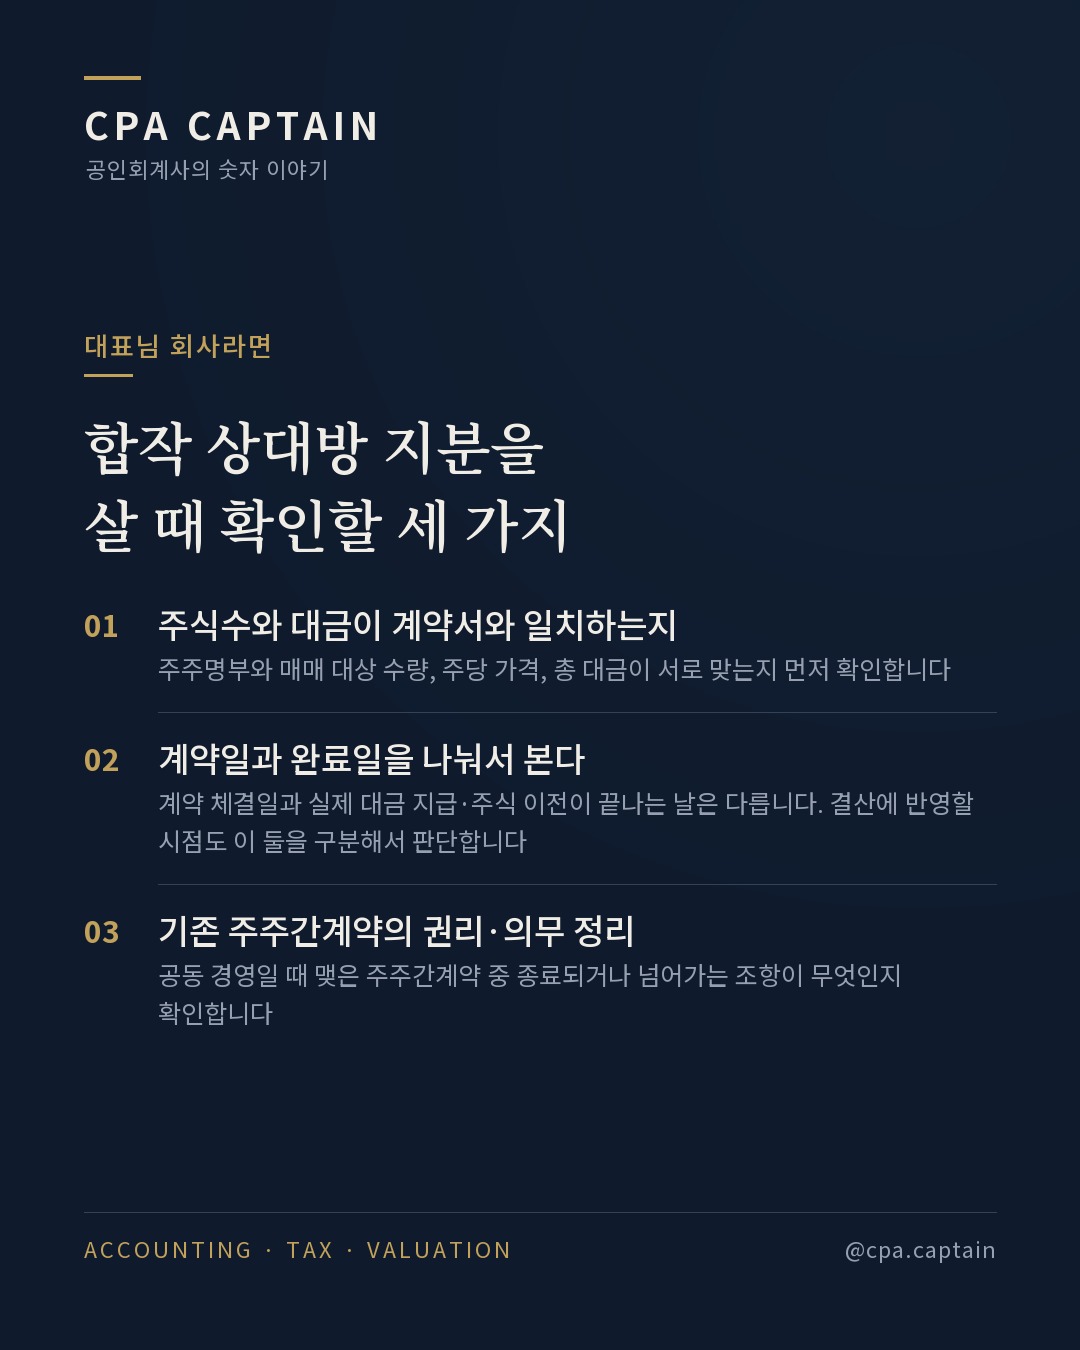 CPA CAPTAIN
공인회계사의 숫자 이야기
대표님 회사라면
합작 상대방 지분을
살 때 확인할 세 가지
01 주식수와 대금이 계약서와 일치하는지
주주명부와 매매 대상 수량, 주당 가격, 총 대금이 서로 맞는지 먼저 확인합니다
02 계약일과 완료일을 나눠서 본다
계약 체결일과 실제 대금 지급·주식 이전이 끝나는 날은 다릅니다. 결산에 반영할
시점도 이 둘을 구분해서 판단합니다
03 기존 주주간계약의 권리·의무 정리
공동 경영일 때 맺은 주주간계약 중 종료되거나 넘어가는 조항이 무엇인지
확인합니다
ACCOUNTING · TAX · VALUATION
@cpa.captain